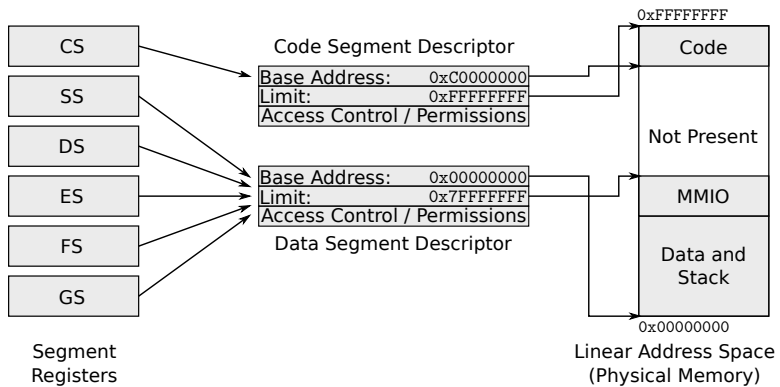 CS
SS
DS
ES
FS
GS
Segment
Registers
Code Segment Descriptor
Base Address: 0xC0000000
Limit: 0xFFFFFFFF
Access Control / Permissions
Base Address: 0x00000000
Limit: 0x7FFFFFFF
Access Control / Permissions
Data Segment Descriptor
0xFFFFFFFF
Code
Not Present
MMIO
Data and
Stack
0x00000000
Linear Address Space
(Physical Memory)